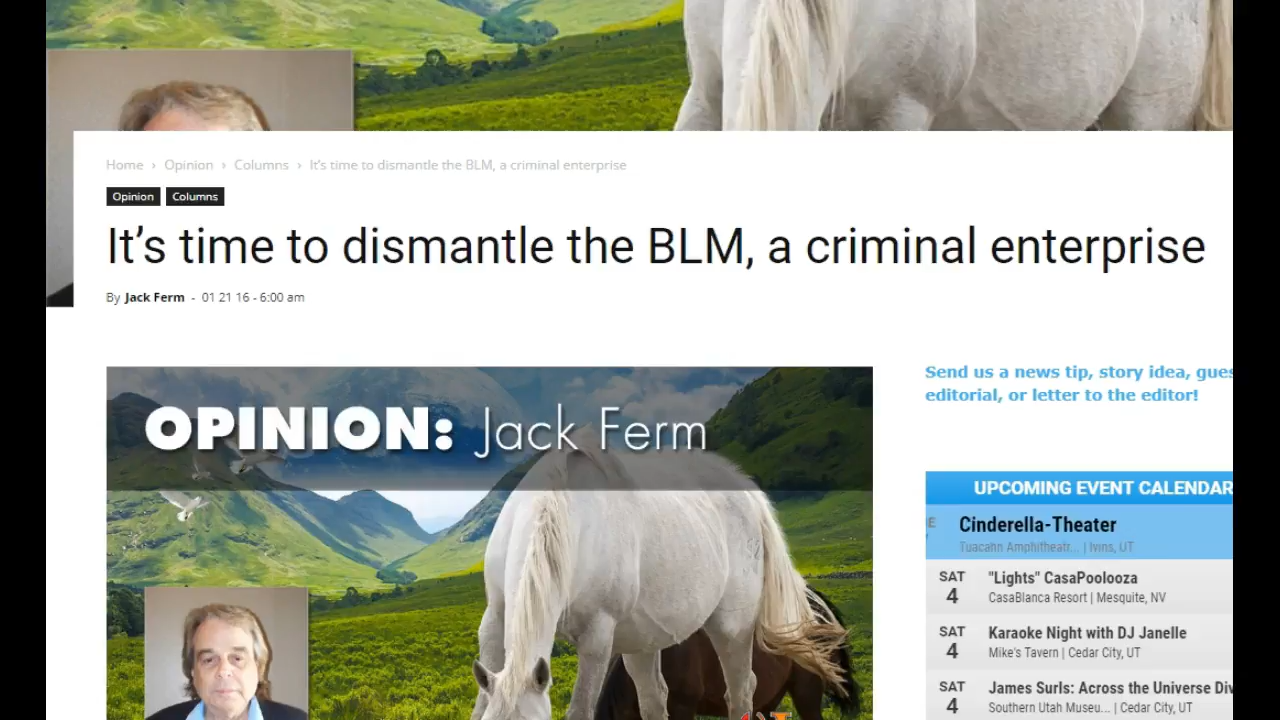 Home › Opinion › Columns › It's time to dismantle the BLM, a criminal enterprise
Opinion Columns
It's time to dismantle the BLM, a criminal enterprise
By Jack Ferm - 01 21 16 - 6:00 am
Send us a news tip, story idea, gues
editorial, or letter to the editor!
OPINION: Jack Ferm
UPCOMING EVENT CALENDAR
Cinderella-Theater
Tuacahn Amphitheatr... | Ivins, UT
SAT 4
"Lights" CasaPoolooza
CasaBlanca Resort | Mesquite, NV
SAT 4
Karaoke Night with DJ Janelle
Mike's Tavern | Cedar City, UT
SAT 4
James Surls: Across the Universe Div
Southern Utah Museu... | Cedar City, UT